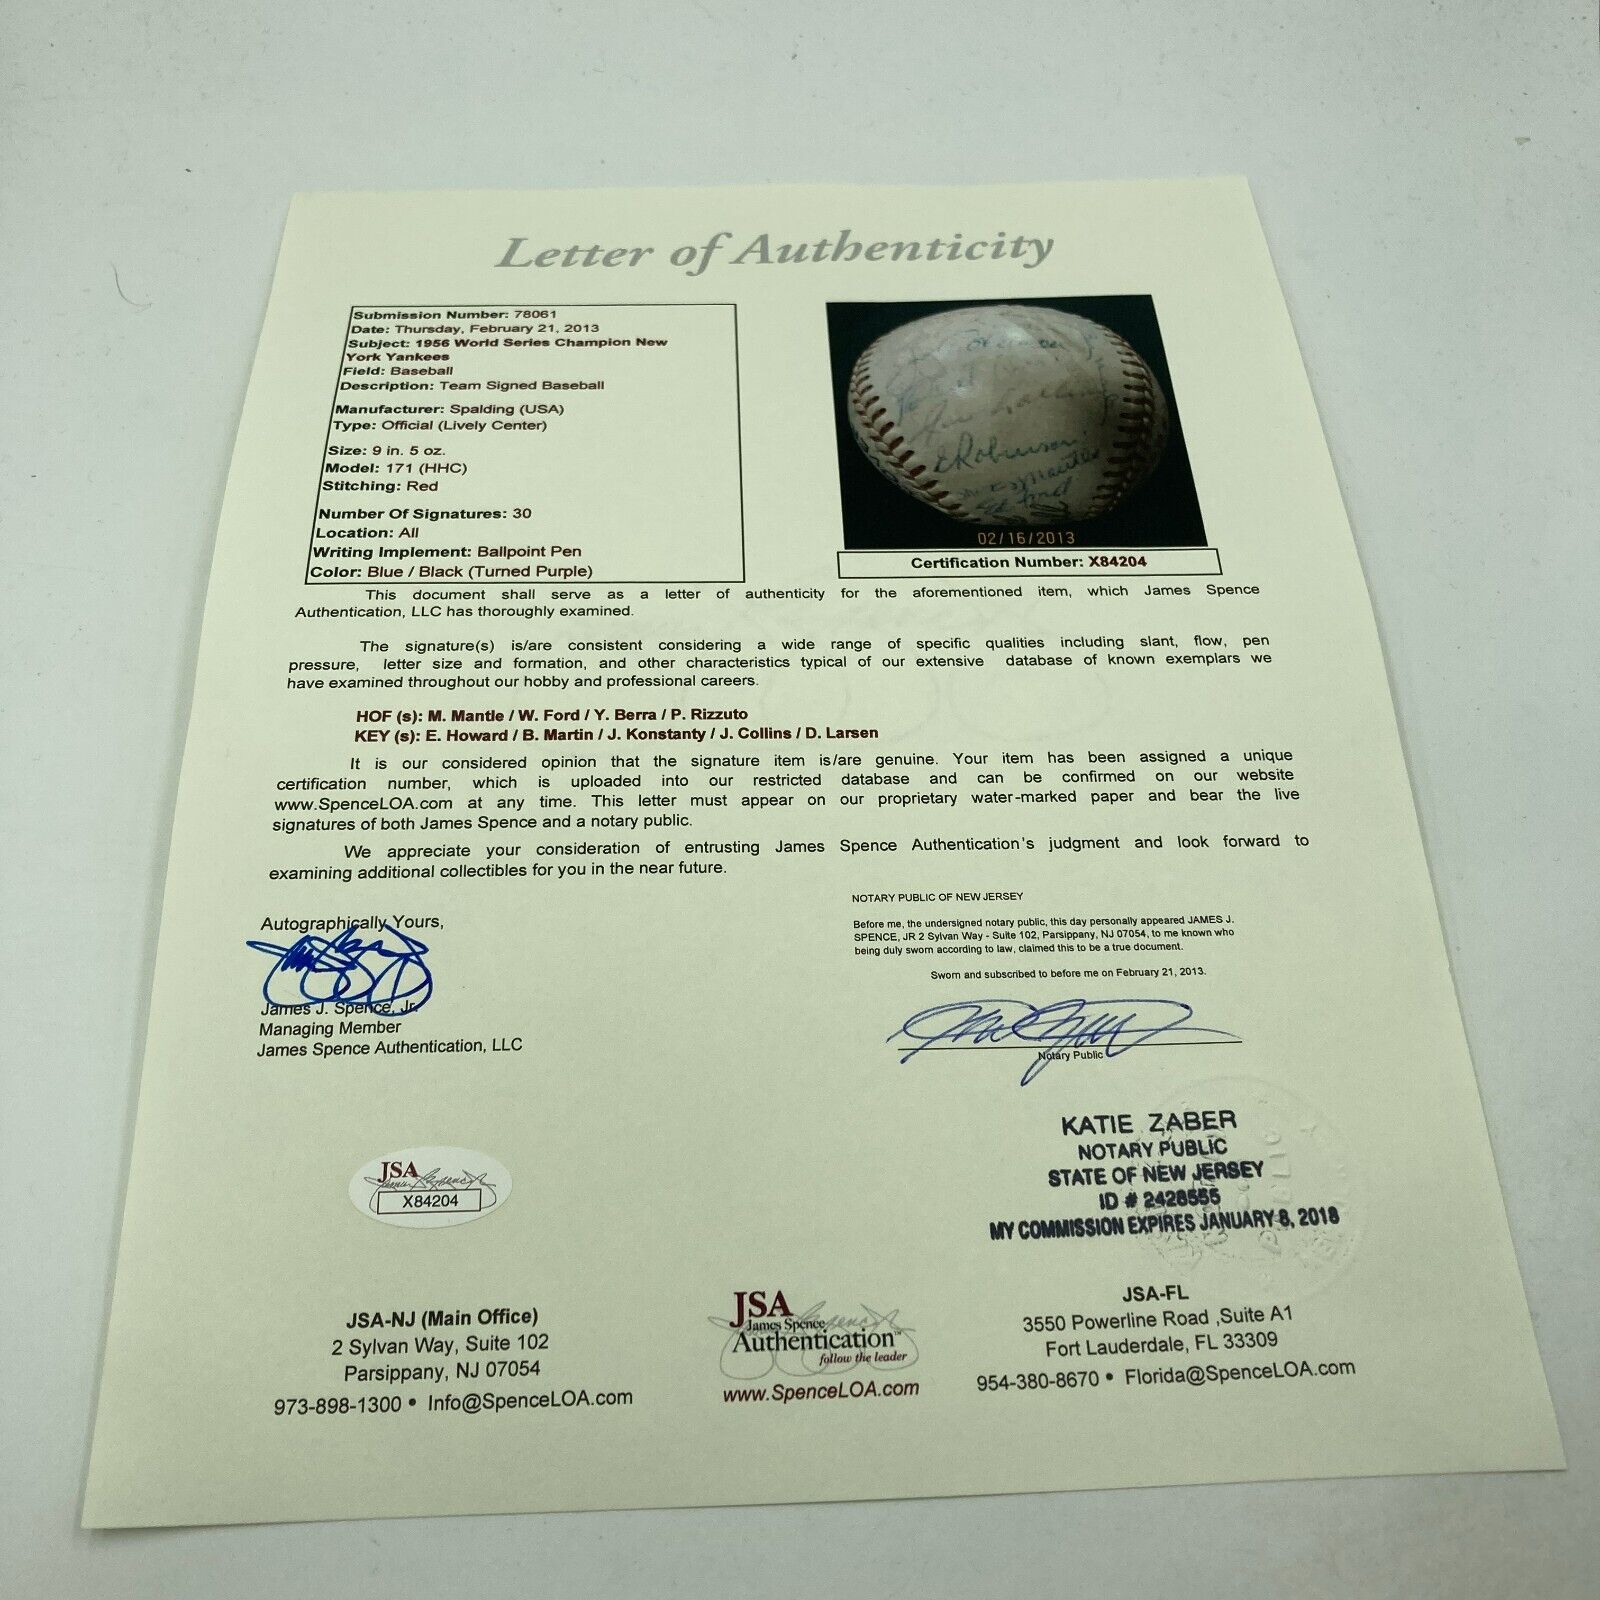 Letter of Authenticity
Submission Number: 78061
Date: Thursday, February 21, 2013
Subject: 1956 World Series Champion New
York Yankees
Field: Baseball
Description: Team Signed Baseball
Manufacturer: Spalding (USA)
Type: Official (Lively Center)
Size: 9 in. 5 oz.
Model: 171 (HHC)
Stitching: Red
Number Of Signatures: 30
Location: All
Writing Implement: Ballpoint Pen
Color: Blue / Black (Turned Purple)
E Robinson
Ed Ford
02/16/2013
Certification Number: X84204
This document shall serve as a letter of authenticity for the aforementioned item, which James Spence
Authentication, LLC has thoroughly examined.
The signature(s) is/are consistent considering a wide range of specific qualities including slant, flow, pen
pressure, letter size and formation, and other characteristics typical of our extensive database of known exemplars we
have examined throughout our hobby and professional careers.
HOF (s): M. Mantle / W. Ford / Y. Berra / P. Rizzuto
KEY (s): E. Howard / B. Martin / J. Konstanty / J. Collins / D. Larsen
It is our considered opinion that the signature item is/are genuine. Your item has been assigned a unique
certification number, which is uploaded into our restricted database and can be confirmed on our website
www.SpenceLOA.com at any time. This letter must appear on our proprietary water-marked paper and bear the live
signatures of both James Spence and a notary public.
We appreciate your consideration of entrusting James Spence Authentication's judgment and look forward to
examining additional collectibles for you in the near future.
Autographically Yours,
James J. Spence, Jr.
Managing Member
James Spence Authentication, LLC
NOTARY PUBLIC OF NEW JERSEY
Before me, the undersigned notary public, this day personally appeared JAMES J.
SPENCE, JR 2 Sylvan Way - Suite 102, Parsippany, NJ 07054, to me known who
being duly sworn according to law, claimed this to be a true document.
Sworn and subscribed to before me on February 21, 2013.
Notary Public
KATIE ZABER
NOTARY PUBLIC
STATE OF NEW JERSEY
ID # 2428555
MY COMMISSION EXPIRES JANUARY 8, 2018
JSA
X84204
JSA-NJ (Main Office)
2 Sylvan Way, Suite 102
Parsippany, NJ 07054
973-898-1300 • Info@SpenceLOA.com
JSA
James Spence
Authentication™
follow the leader
www.SpenceLOA.com
JSA-FL
3550 Powerline Road ,Suite A1
Fort Lauderdale, FL 33309
954-380-8670 • Florida@SpenceLOA.com